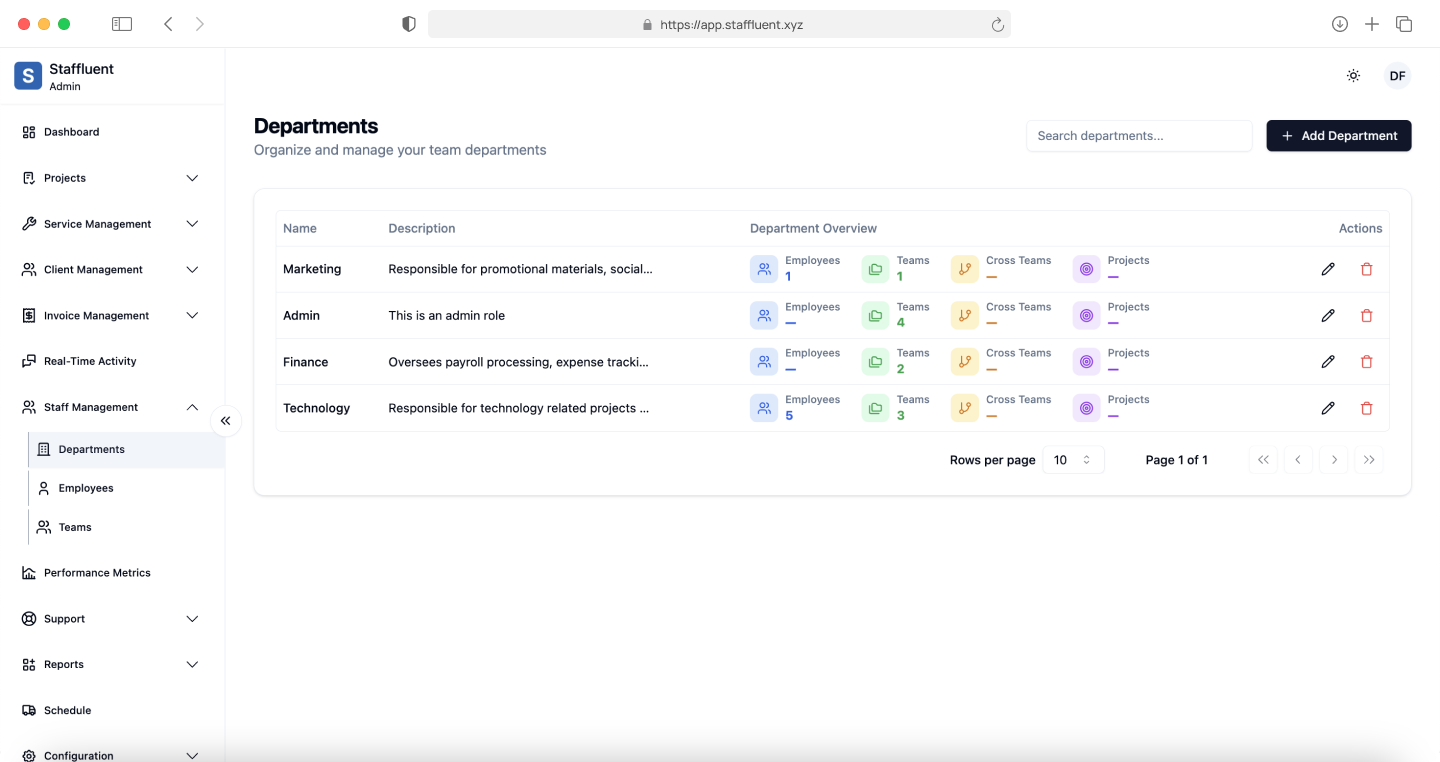 https://app.staffluent.xyz
S
Staffluent
Admin
DF
Dashboard
Projects
Service Management
Client Management
Invoice Management
Real-Time Activity
Staff Management
Departments
Employees
Teams
Performance Metrics
Support
Reports
Schedule
Configuration
Departments
Organize and manage your team departments
Search departments...
+ Add Department
Name Description Department Overview Actions
Marketing Responsible for promotional materials, social... Employees 1 Teams 1 Cross Teams — Projects —
Admin This is an admin role Employees — Teams 4 Cross Teams — Projects —
Finance Oversees payroll processing, expense tracki... Employees — Teams 2 Cross Teams — Projects —
Technology Responsible for technology related projects ... Employees 5 Teams 3 Cross Teams — Projects —
Rows per page 10 Page 1 of 1